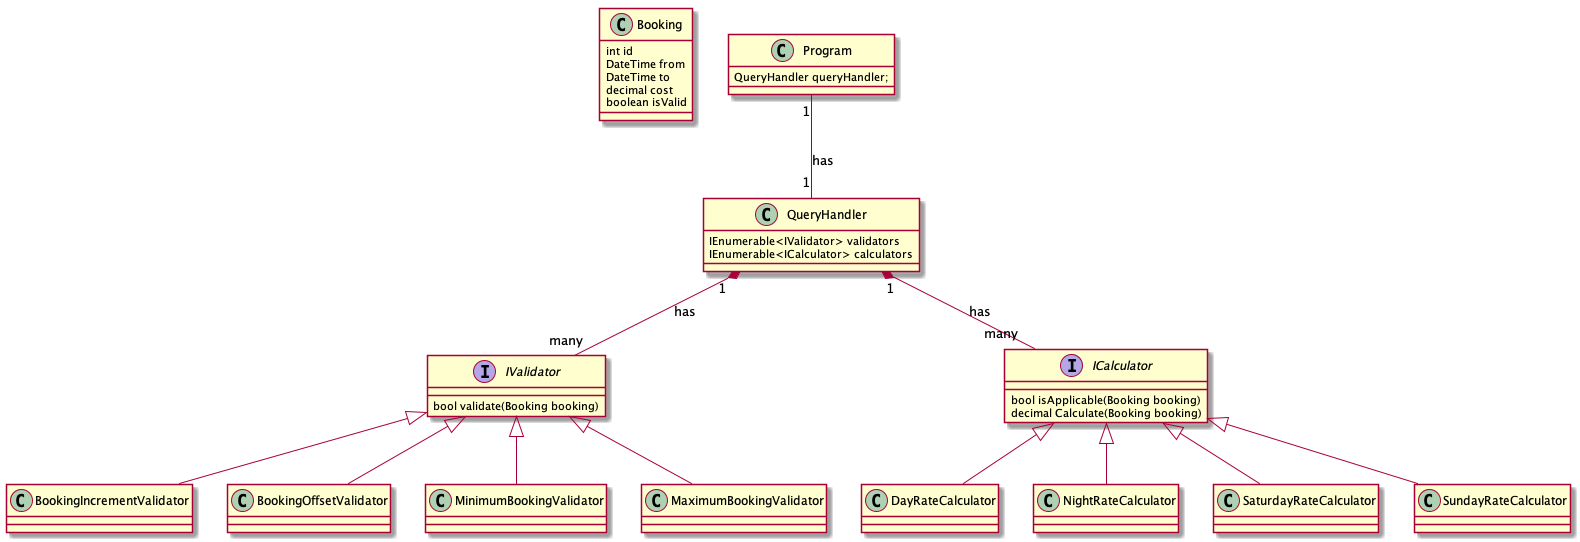 C Booking
int id
DateTime from
DateTime to
decimal cost
boolean isValid
C Program
QueryHandler queryHandler;
1
has
1
C QueryHandler
IEnumerable<IValidator> validators
IEnumerable<ICalculator> calculators
1
has
many
1
has
many
I IValidator
bool validate(Booking booking)
I ICalculator
bool isApplicable(Booking booking)
decimal Calculate(Booking booking)
C BookingIncrementValidator
C BookingOffsetValidator
C MinimumBookingValidator
C MaximumBookingValidator
C DayRateCalculator
C NightRateCalculator
C SaturdayRateCalculator
C SundayRateCalculator